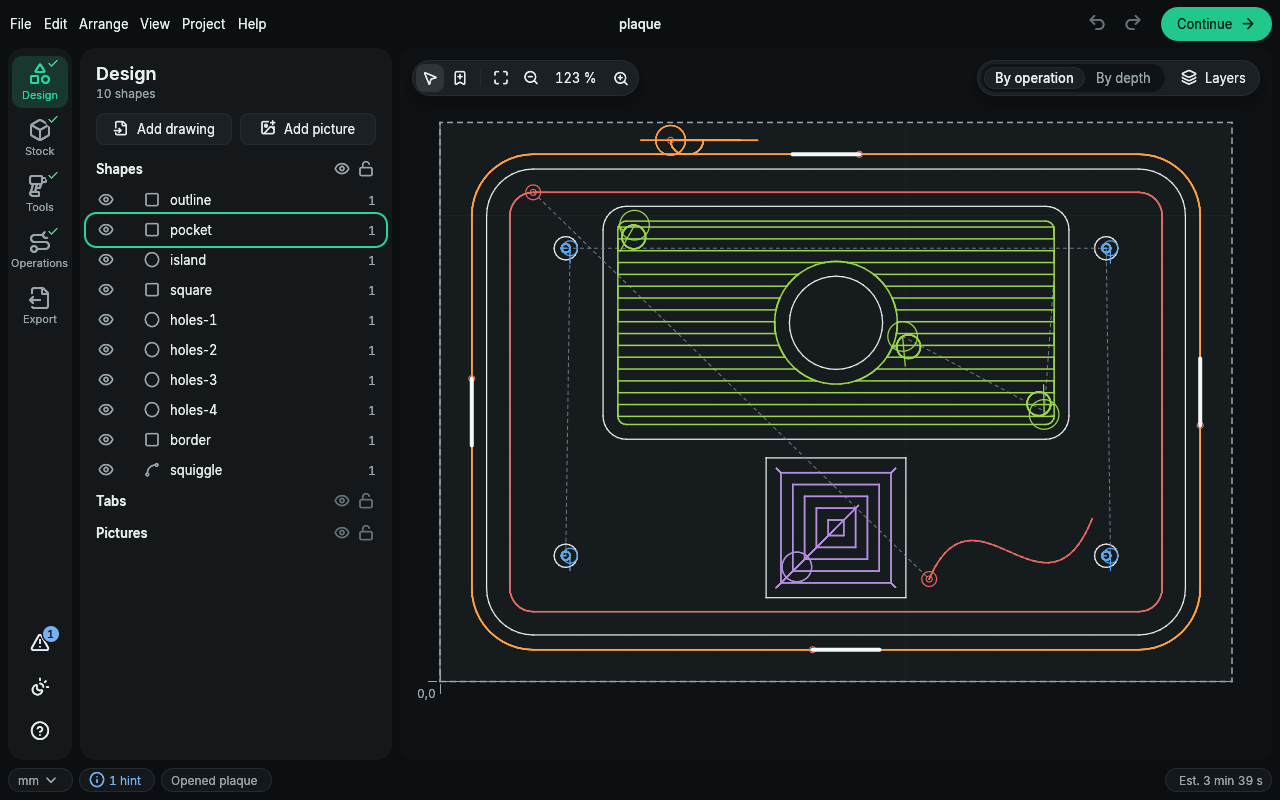 File Edit Arrange View Project Help
plaque
Continue
Design
Stock
Tools
Operations
Export
1
Design
10 shapes
Add drawing
Add picture
Shapes
outline 1
pocket 1
island 1
square 1
holes-1 1
holes-2 1
holes-3 1
holes-4 1
border 1
squiggle 1
Tabs
Pictures
123 %
By operation
By depth
Layers
0,0
mm
1 hint
Opened plaque
Est. 3 min 39 s